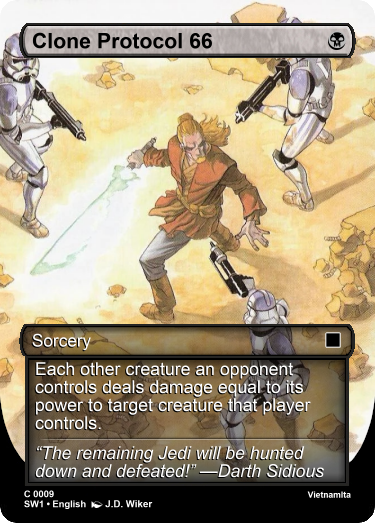 Clone Protocol 66
Sorcery
Each other creature an opponent
controls deals damage equal to its
power to target creature that player
controls.
“The remaining Jedi will be hunted
down and defeated!” —Darth Sidious
C 0009
SW1 • English J.D. Wiker
Vietnamita